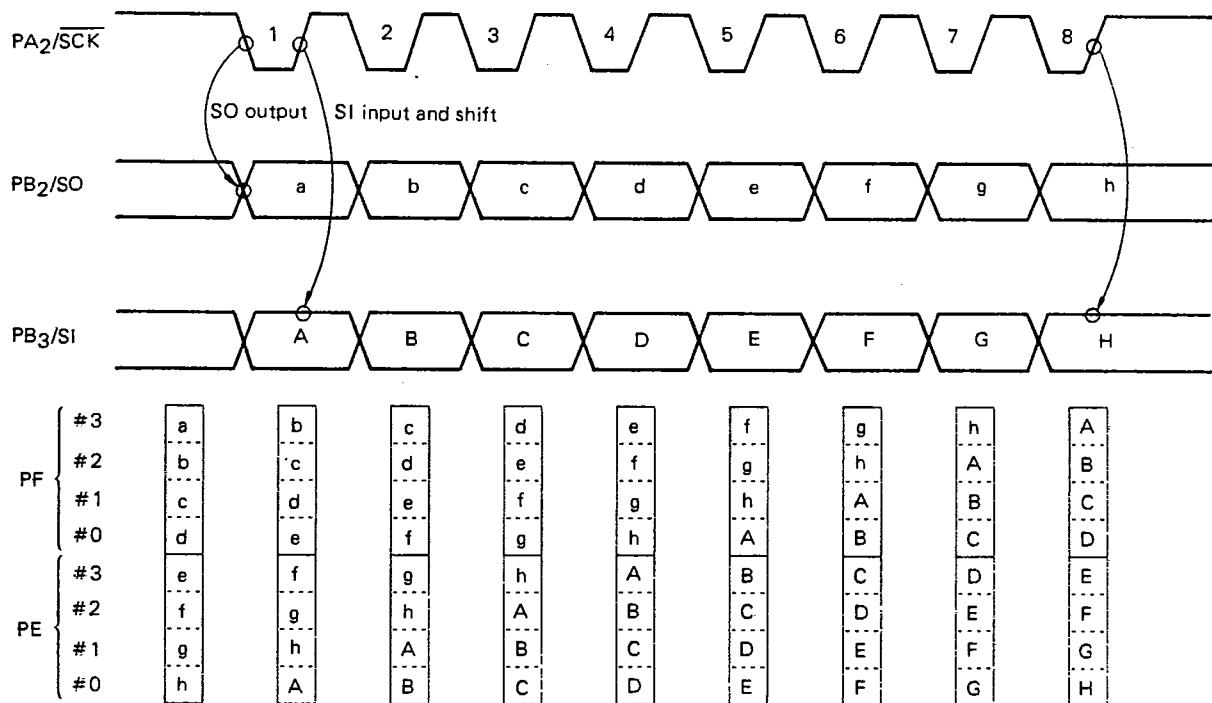 PA2/SCK 1 2 3 4 5 6 7 8
SO output SI input and shift
PB2/SO a b c d e f g h
PB3/SI A B C D E F G H
#3 a b c d e f g h A
#2 b c d e f g h A B
PF
#1 c d e f g h A B C
#0 d e f g h A B C D
#3 e f g h A B C D E
#2 f g h A B C D E F
PE
#1 g h A B C D E F G
#0 h A B C D E F G H